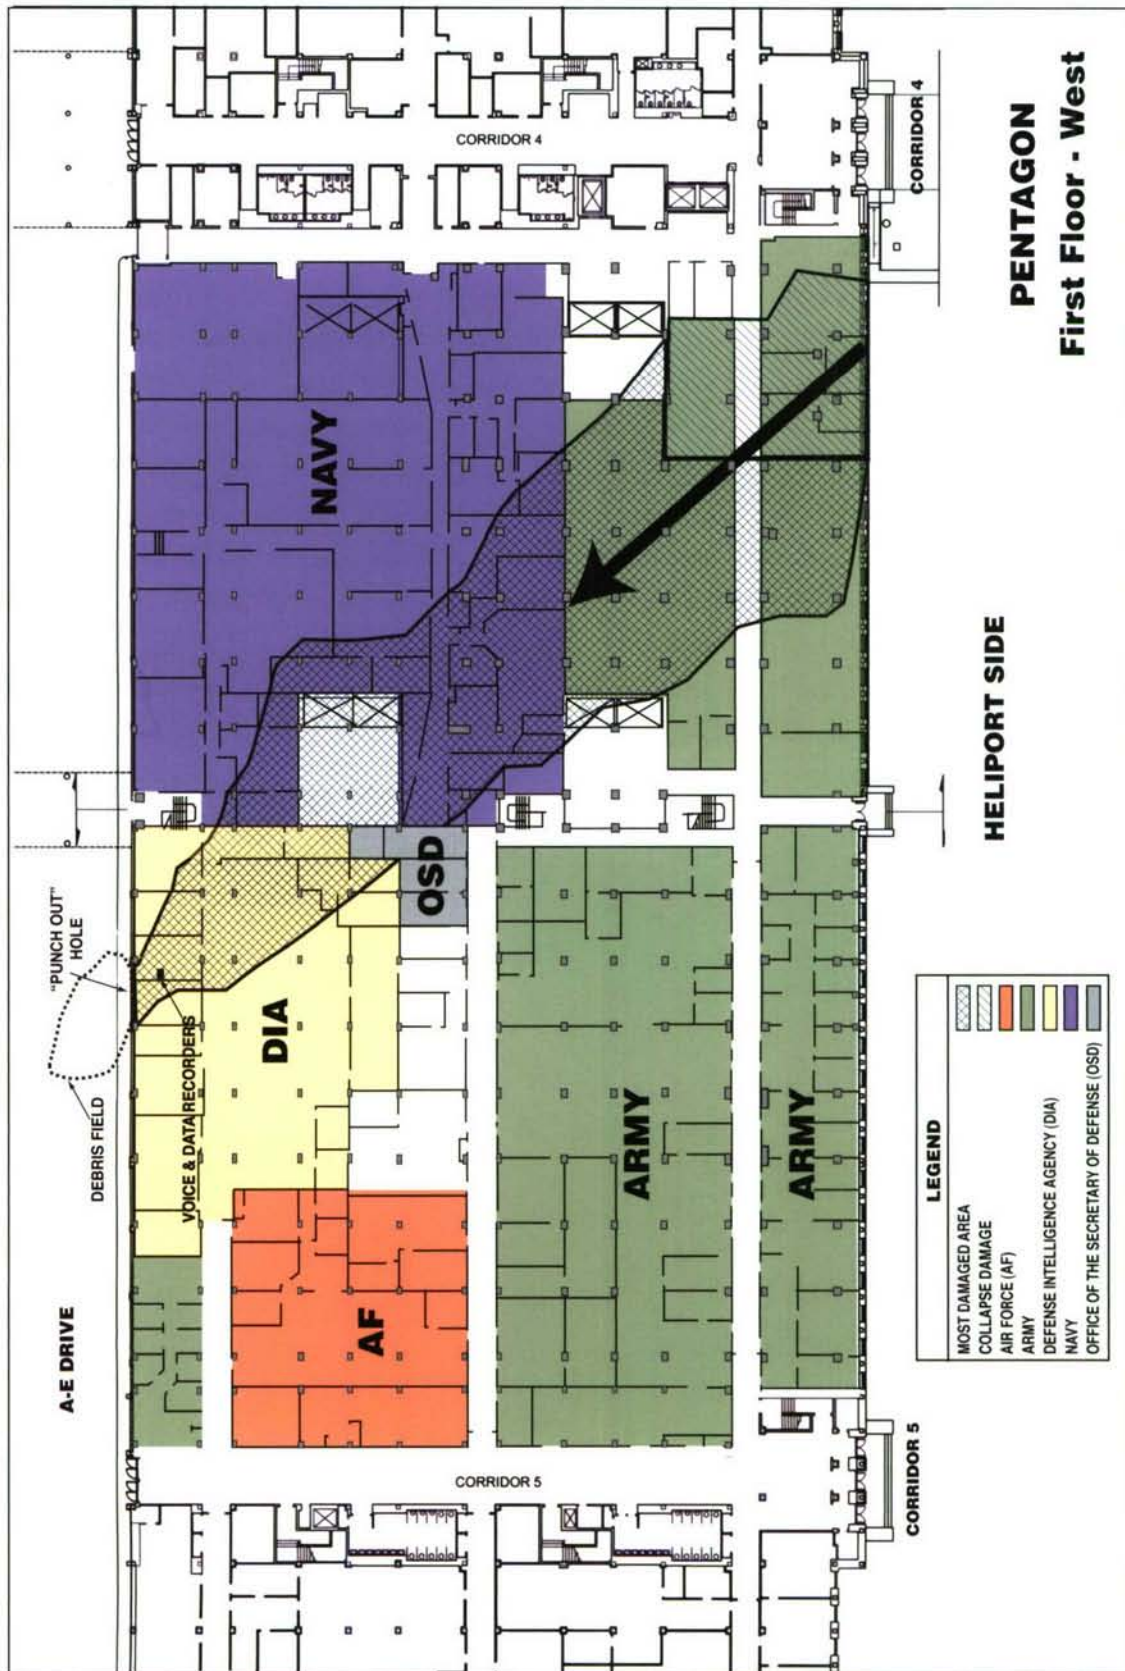 PENTAGON
First Floor - West
CORRIDOR 4
CORRIDOR 4
NAVY
HELIPORT SIDE
OSD
"PUNCH OUT"
HOLE
DIA
VOICE & DATA RECORDERS
DEBRIS FIELD
ARMY
ARMY
AF
A-E DRIVE
CORRIDOR 5
CORRIDOR 5
LEGEND
MOST DAMAGED AREA
COLLAPSE DAMAGE
AIR FORCE (AF)
ARMY
DEFENSE INTELLIGENCE AGENCY (DIA)
NAVY
OFFICE OF THE SECRETARY OF DEFENSE (OSD)